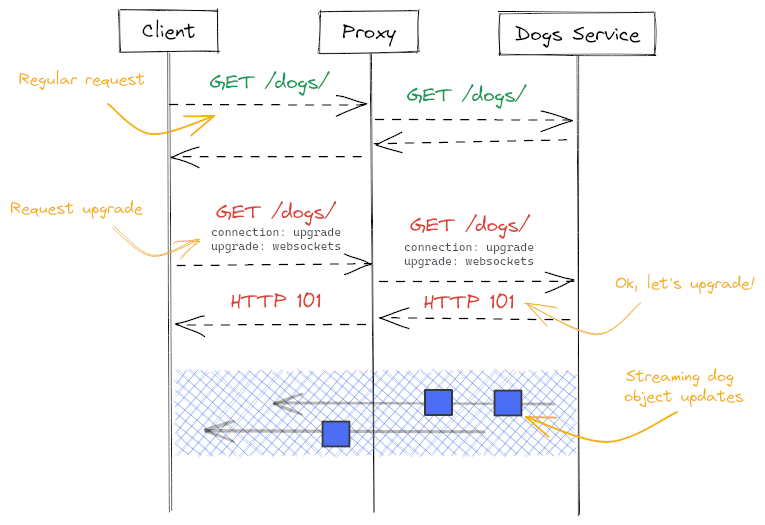 Client
Proxy
Dogs Service
Regular request
GET /dogs/
GET /dogs/
Request upgrade
GET /dogs/
connection: upgrade
upgrade: websockets
GET /dogs/
connection: upgrade
upgrade: websockets
HTTP 101
HTTP 101
Ok, let's upgrade!
Streaming dog
object updates